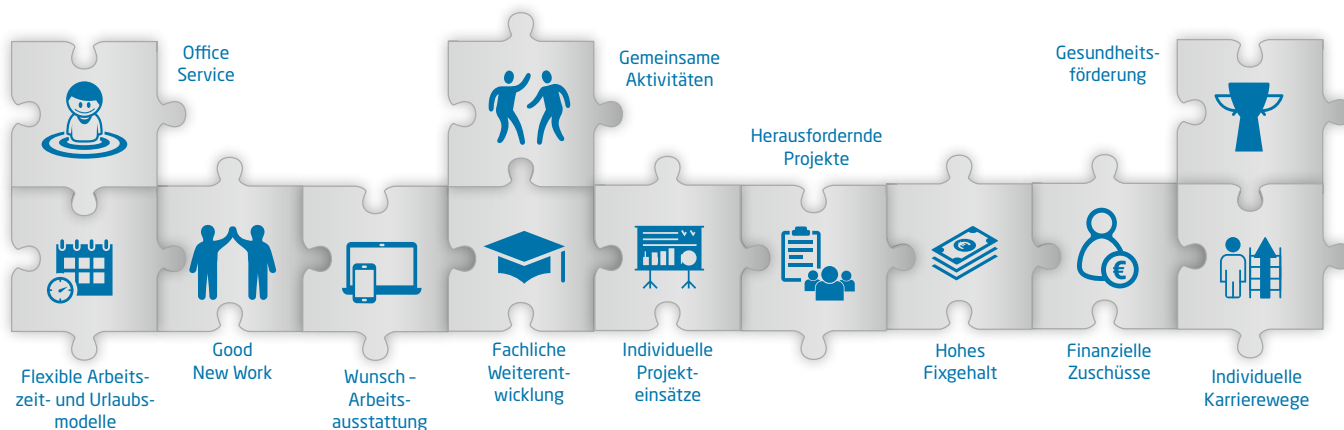 Office
Service
Gemeinsame
Aktivitäten
Gesundheits-
förderung
Herausfordernde
Projekte
Flexible Arbeits-
zeit- und Urlaubs-
modelle
Good
New Work
Wunsch –
Arbeits-
ausstattung
Fachliche
Weiterent-
wicklung
Individuelle
Projekt-
einsätze
Hohes
Fixgehalt
Finanzielle
Zuschüsse
€
Individuelle
Karrierewege